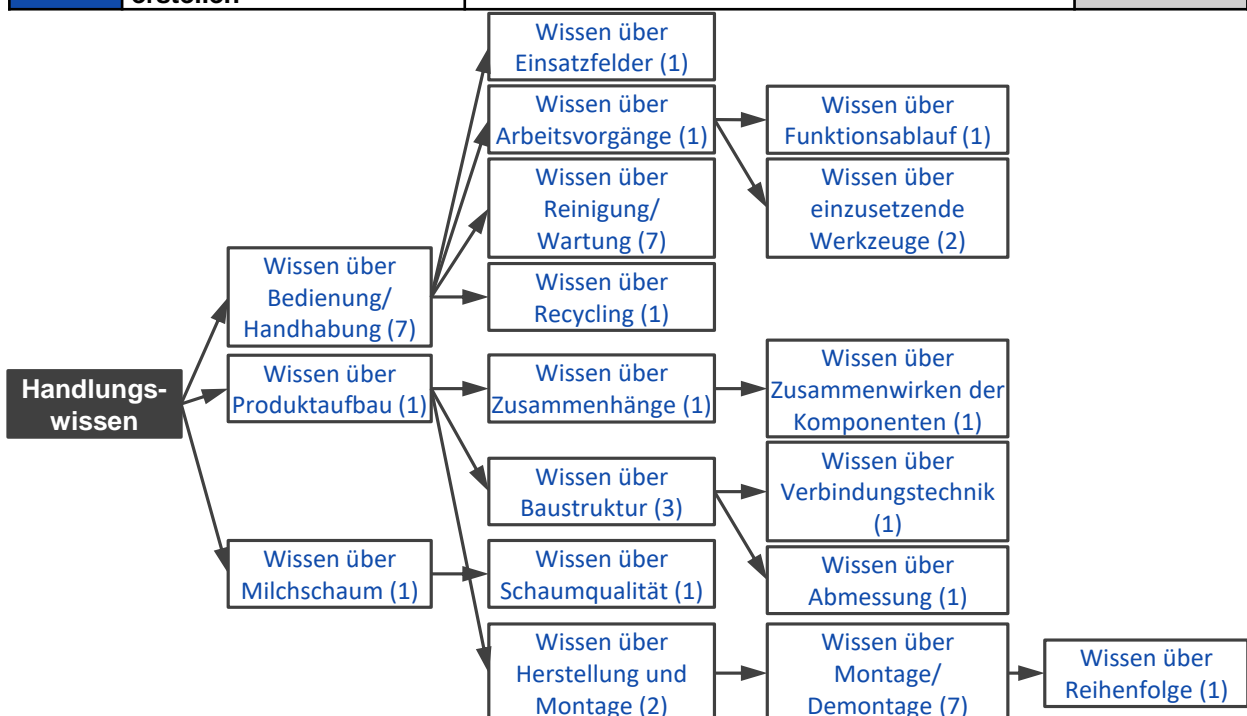 erstellen
Wissen über
Einsatzfelder (1)
Wissen über
Arbeitsvorgänge (1)
Wissen über
Funktionsablauf (1)
Wissen über
Reinigung/
Wartung (7)
Wissen über
einzusetzende
Werkzeuge (2)
Wissen über
Bedienung/
Handhabung (7)
Wissen über
Recycling (1)
Handlungs-
wissen
Wissen über
Produktaufbau (1)
Wissen über
Zusammenhänge (1)
Wissen über
Zusammenwirken der
Komponenten (1)
Wissen über
Baustruktur (3)
Wissen über
Verbindungstechnik
(1)
Wissen über
Milchschaum (1)
Wissen über
Schaumqualität (1)
Wissen über
Abmessung (1)
Wissen über
Herstellung und
Montage (2)
Wissen über
Montage/
Demontage (7)
Wissen über
Reihenfolge (1)